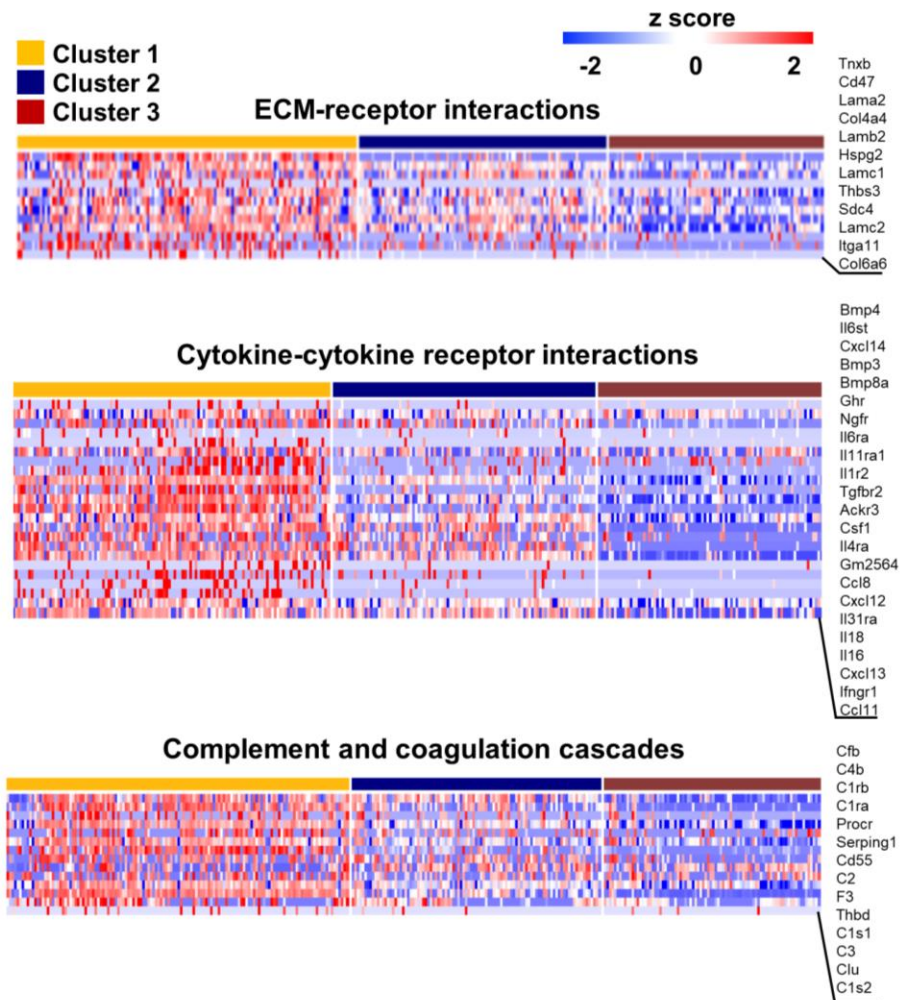 z score
-2 0 2
Cluster 1
Cluster 2
Cluster 3
ECM-receptor interactions
Tnxb
Cd47
Lama2
Col4a4
Lamb2
Hspg2
Lamc1
Thbs3
Sdc4
Lamc2
Itga11
Col6a6
Cytokine-cytokine receptor interactions
Bmp4
Il6st
Cxcl14
Bmp3
Bmp8a
Ghr
Ngfr
Il6ra
Il11ra1
Il1r2
Tgfbr2
Ackr3
Csf1
Il4ra
Gm2564
Ccl8
Cxcl12
Il31ra
Il18
Il16
Cxcl13
Ifngr1
Ccl11
Complement and coagulation cascades
Cfb
C4b
C1rb
C1ra
Procr
Serping1
Cd55
C2
F3
Thbd
C1s1
C3
Clu
C1s2